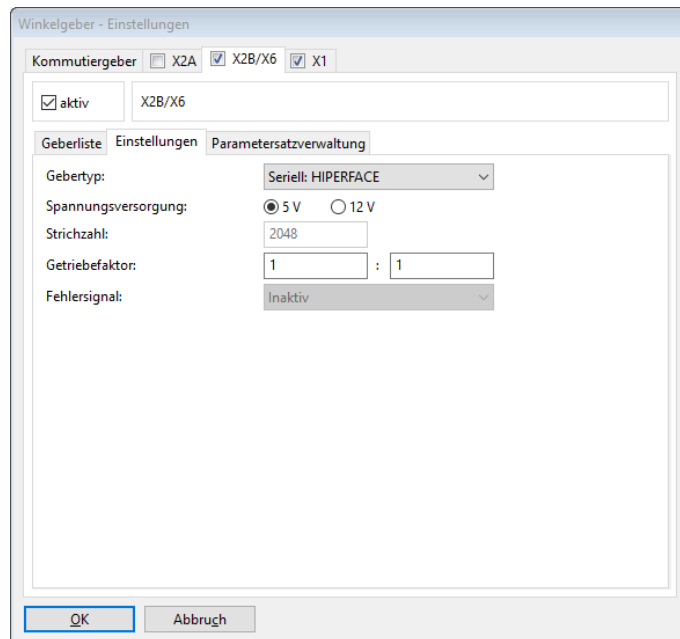 Winkelgeber - Einstellungen
Kommutiergeber X2A X2B/X6 X1
aktiv X2B/X6
Geberliste Einstellungen Parametersatzverwaltung
Gebertyp: Seriell: HIPERFACE
Spannungsversorgung: 5 V 12 V
Strichzahl: 2048
Getriebefaktor: 1 : 1
Fehlersignal: Inaktiv
OK Abbruch